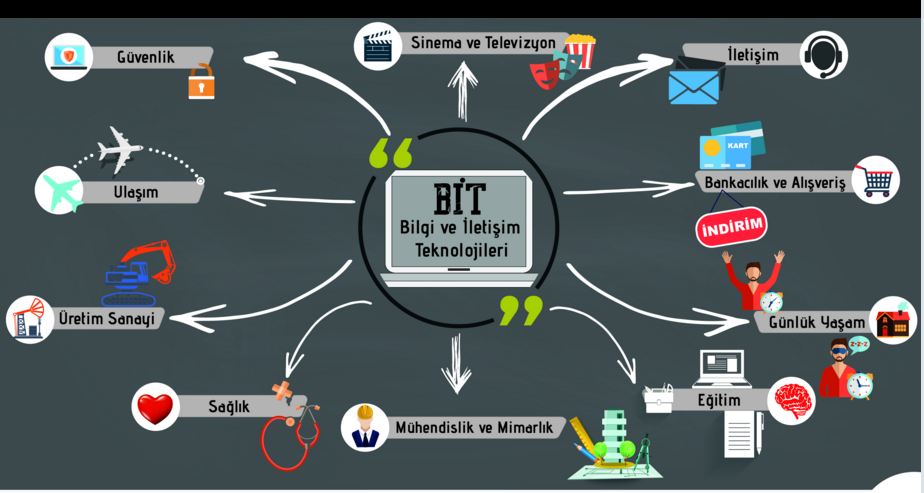 Güvenlik
Sinema ve Televizyon
İletişim
Ulaşım
BİT
Bilgi ve İletişim
Teknolojileri
KART
Bankacılık ve Alışveriş
İNDİRİM
Üretim Sanayi
Günlük Yaşam
z-z-z
Sağlık
Mühendislik ve Mimarlık
Eğitim